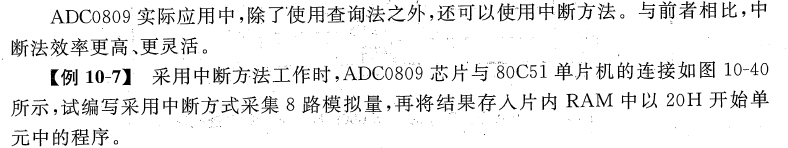 ADC0809 实际应用中,除了使用查询法之外,还可以使用中断方法。与前者相比,中
断法效率更高、更灵活。
【例 10-7】 采用中断方法工作时,ADC0809 芯片与 80C51 单片机的连接如图 10-40
所示,试编写采用中断方式采集 8 路模拟量,再将结果存入片内 RAM 中以 20H 开始单
元中的程序。